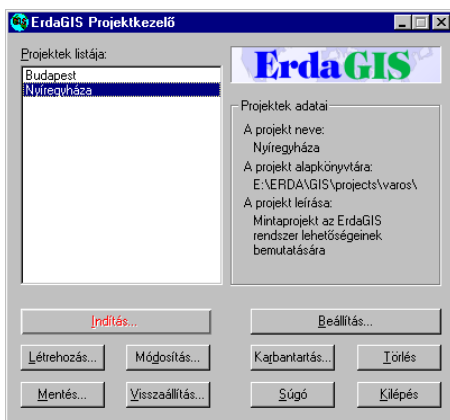 ErdaGIS Projektkezelő
Projektek listája:
Budapest
Nyíregyháza
ErdaGIS
Projektek adatai
A projekt neve:
Nyíregyháza
A projekt alapkönyvtára:
E:\ERDA\GIS\projects\varos\
A projekt leírása:
Mintaprojekt az ErdaGIS
rendszer lehetőségeinek
bemutatására
Indítás...
Beállítás...
Létrehozás...
Módosítás...
Karbantartás...
Törlés
Mentés...
Visszaállítás...
Súgó
Kilépés